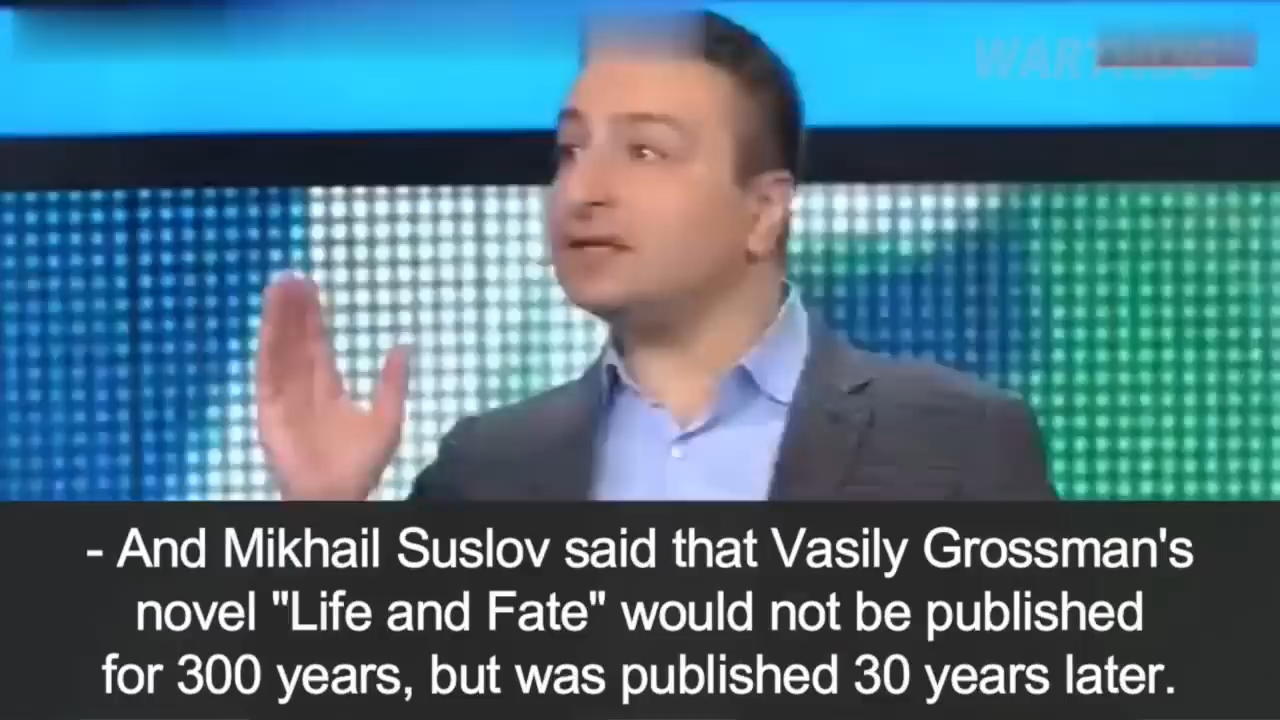 - And Mikhail Suslov said that Vasily Grossman's
novel "Life and Fate" would not be published
for 300 years, but was published 30 years later.